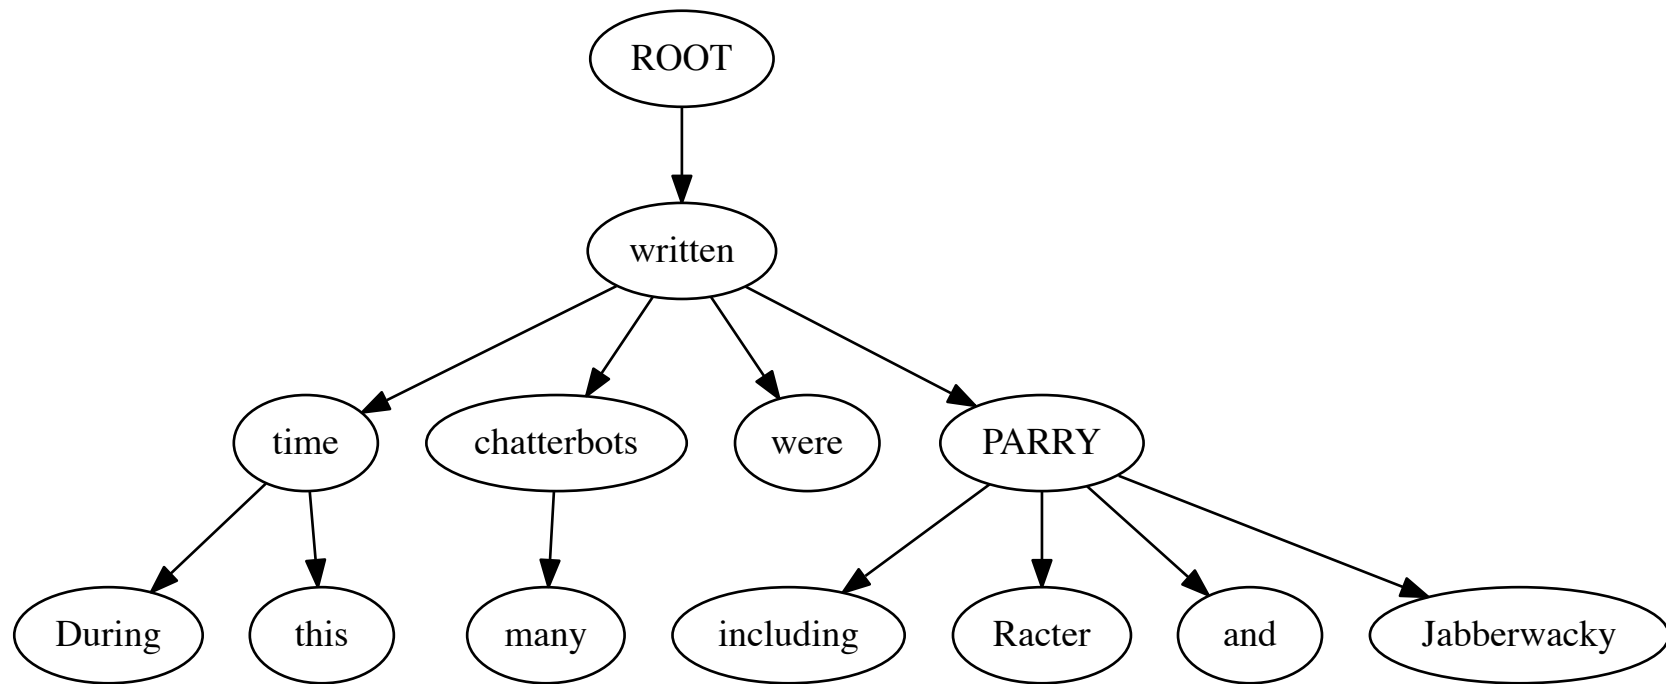 ROOT
written
time chatterbots were PARRY
During this many including Racter and Jabberwacky